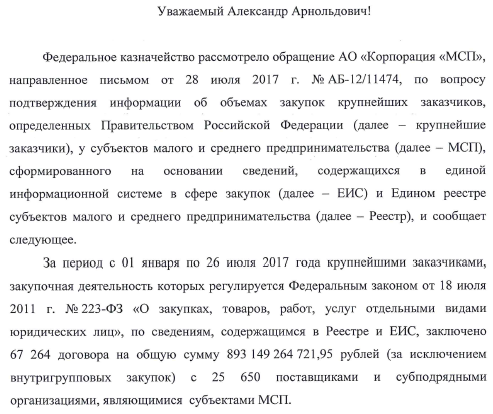 Уважаемый Александр Арнольдович!
Федеральное казначейство рассмотрело обращение АО «Корпорация «МСП»,
направленное письмом от 28 июля 2017 г. № АБ-12/11474, по вопросу
подтверждения информации об объемах закупок крупнейших заказчиков,
определенных Правительством Российской Федерации (далее – крупнейшие
заказчики), у субъектов малого и среднего предпринимательства (далее – МСП),
сформированного на основании сведений, содержащихся в единой
информационной системе в сфере закупок (далее – ЕИС) и Едином реестре
субъектов малого и среднего предпринимательства (далее – Реестр), и сообщает
следующее.
За период с 01 января по 26 июля 2017 года крупнейшими заказчиками,
закупочная деятельность которых регулируется Федеральным законом от 18 июля
2011 г. № 223-ФЗ «О закупках, товаров, работ, услуг отдельными видами
юридических лиц», по сведениям, содержащимся в Реестре и ЕИС, заключено
67 264 договора на общую сумму 893 149 264 721,95 рублей (за исключением
внутригрупповых закупок) с 25 650 поставщиками и субподрядными
организациями, являющимися субъектами МСП.